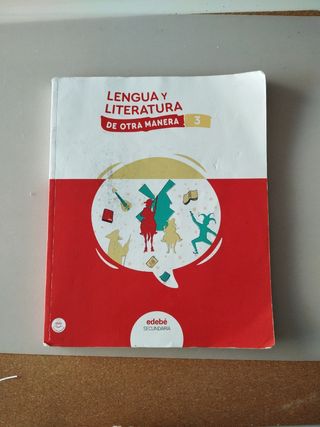 LENGUA Y
LITERATURA
DE OTRA MANERA 3
edebé
SECUNDARIA